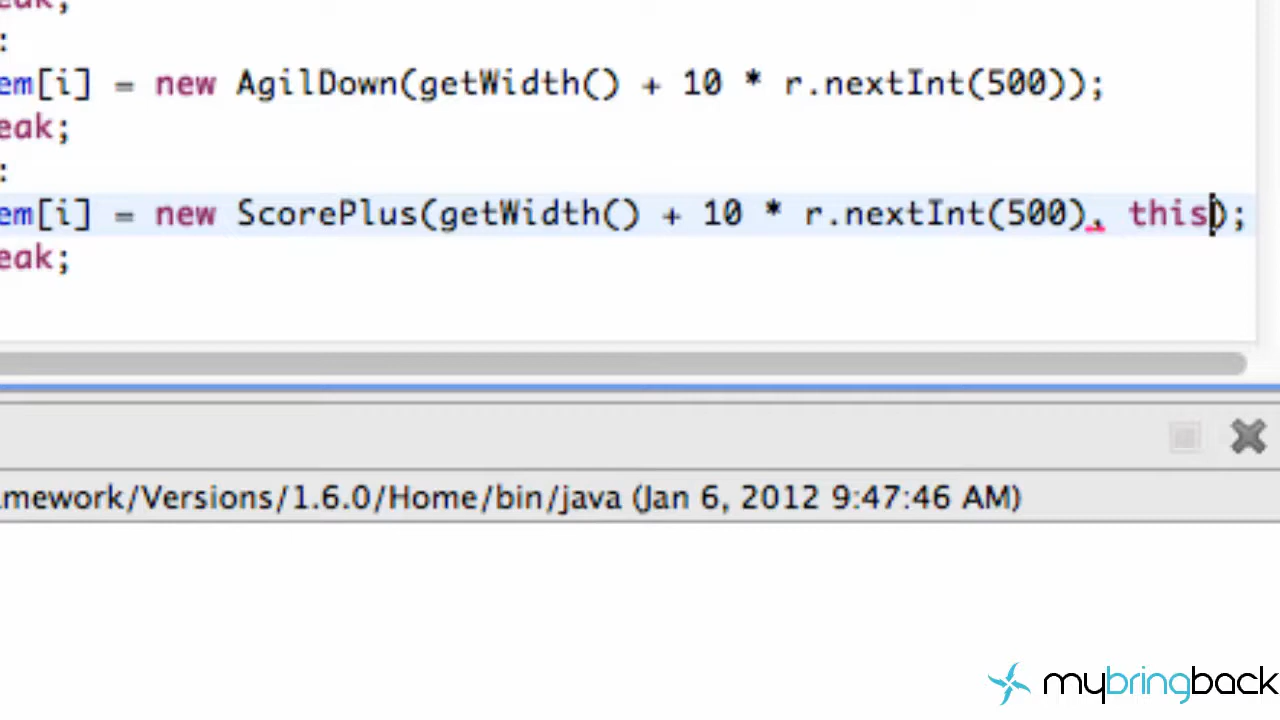 eak;
:
em[i] = new AgilDown(getWidth() + 10 * r.nextInt(500));
eak;
:
em[i] = new ScorePlus(getWidth() + 10 * r.nextInt(500), this);
eak;
amework/Versions/1.6.0/Home/bin/java (Jan 6, 2012 9:47:46 AM)
mybringback